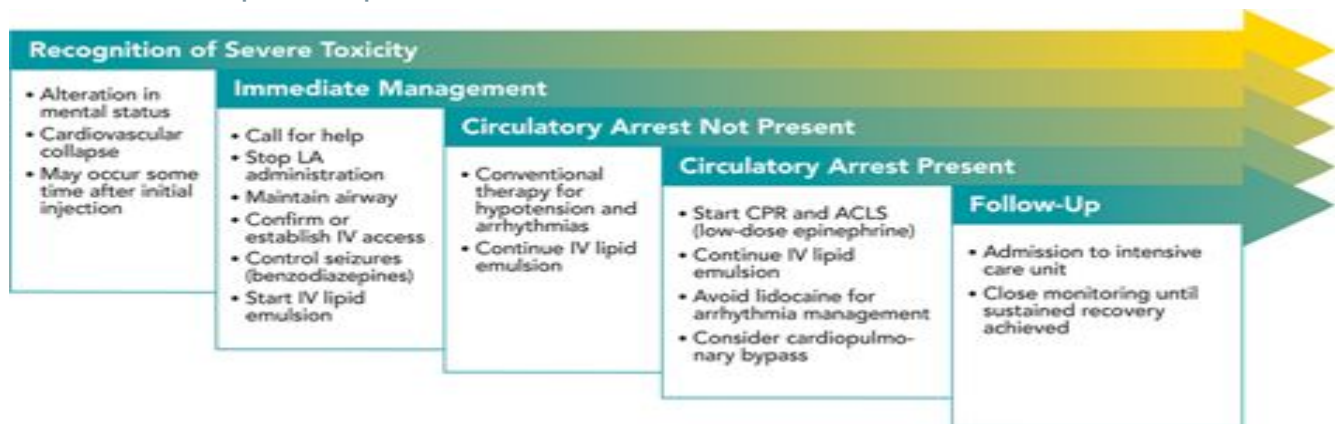 Recognition of Severe Toxicity
• Alteration in
mental status
• Cardiovascular
collapse
• May occur some
time after initial
injection
Immediate Management
• Call for help
• Stop LA
administration
• Maintain airway
• Confirm or
establish IV access
• Control seizures
(benzodiazepines)
• Start IV lipid
emulsion
Circulatory Arrest Not Present
• Conventional
therapy for
hypotension and
arrhythmias
• Continue IV lipid
emulsion
Circulatory Arrest Present
• Start CPR and ACLS
(low-dose epinephrine)
• Continue IV lipid
emulsion
• Avoid lidocaine for
arrhythmia management
• Consider cardiopulmo-
nary bypass
Follow-Up
• Admission to intensive
care unit
• Close monitoring until
sustained recovery
achieved